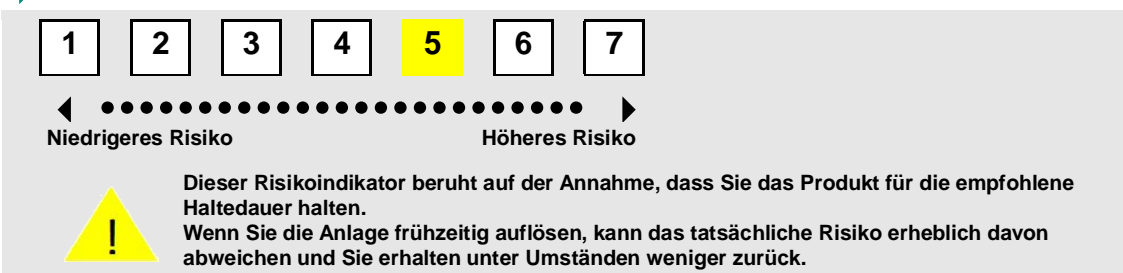 1 2 3 4 5 6 7
Niedrigeres Risiko Höheres Risiko
Dieser Risikoindikator beruht auf der Annahme, dass Sie das Produkt für die empfohlene
Haltedauer halten.
Wenn Sie die Anlage frühzeitig auflösen, kann das tatsächliche Risiko erheblich davon
abweichen und Sie erhalten unter Umständen weniger zurück.
!